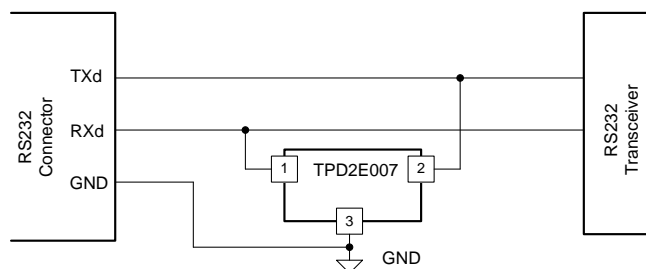 TXd
RXd
GND
RS232
Connector
1
TPD2E007
2
3
GND
RS232
Transceiver